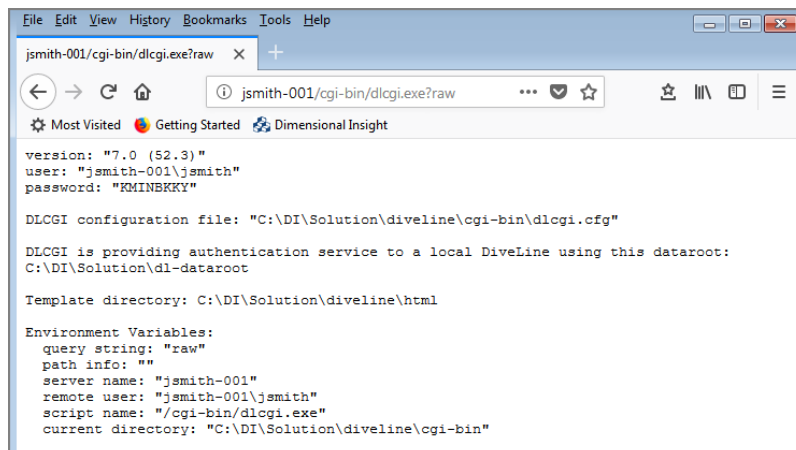 File Edit View History Bookmarks Tools Help
jsmith-001/cgi-bin/dlcgi.exe?raw
jsmith-001/cgi-bin/dlcgi.exe?raw
Most Visited Getting Started Dimensional Insight
version: "7.0 (52.3)"
user: "jsmith-001\jsmith"
password: "KMINBKKY"
DLCGI configuration file: "C:\DI\Solution\diveline\cgi-bin\dlcgi.cfg"
DLCGI is providing authentication service to a local DiveLine using this dataroot:
C:\DI\Solution\dl-dataroot
Template directory: C:\DI\Solution\diveline\html
Environment Variables:
query string: "raw"
path info: ""
server name: "jsmith-001"
remote user: "jsmith-001\jsmith"
script name: "/cgi-bin/dlcgi.exe"
current directory: "C:\DI\Solution\diveline\cgi-bin"